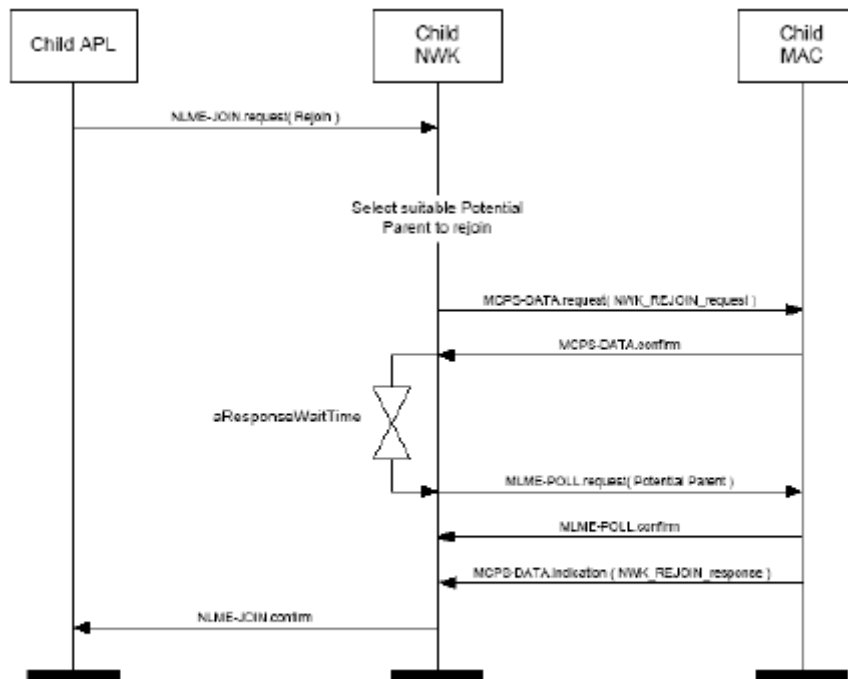 Child APL
Child
NWK
Child
MAC
NLME-JOIN.request( Rejoin )
Select suitable Potential
Parent to rejoin
MCPS-DATA.request( NWK_REJOIN_request )
MCPS-DATA.confirm
aResponseWaitTime
MLME-POLL.request( Potential Parent )
MLME-POLL.confirm
MCPS-DATA.indication ( NWK_REJOIN_response )
NLME-JOIN.confirm